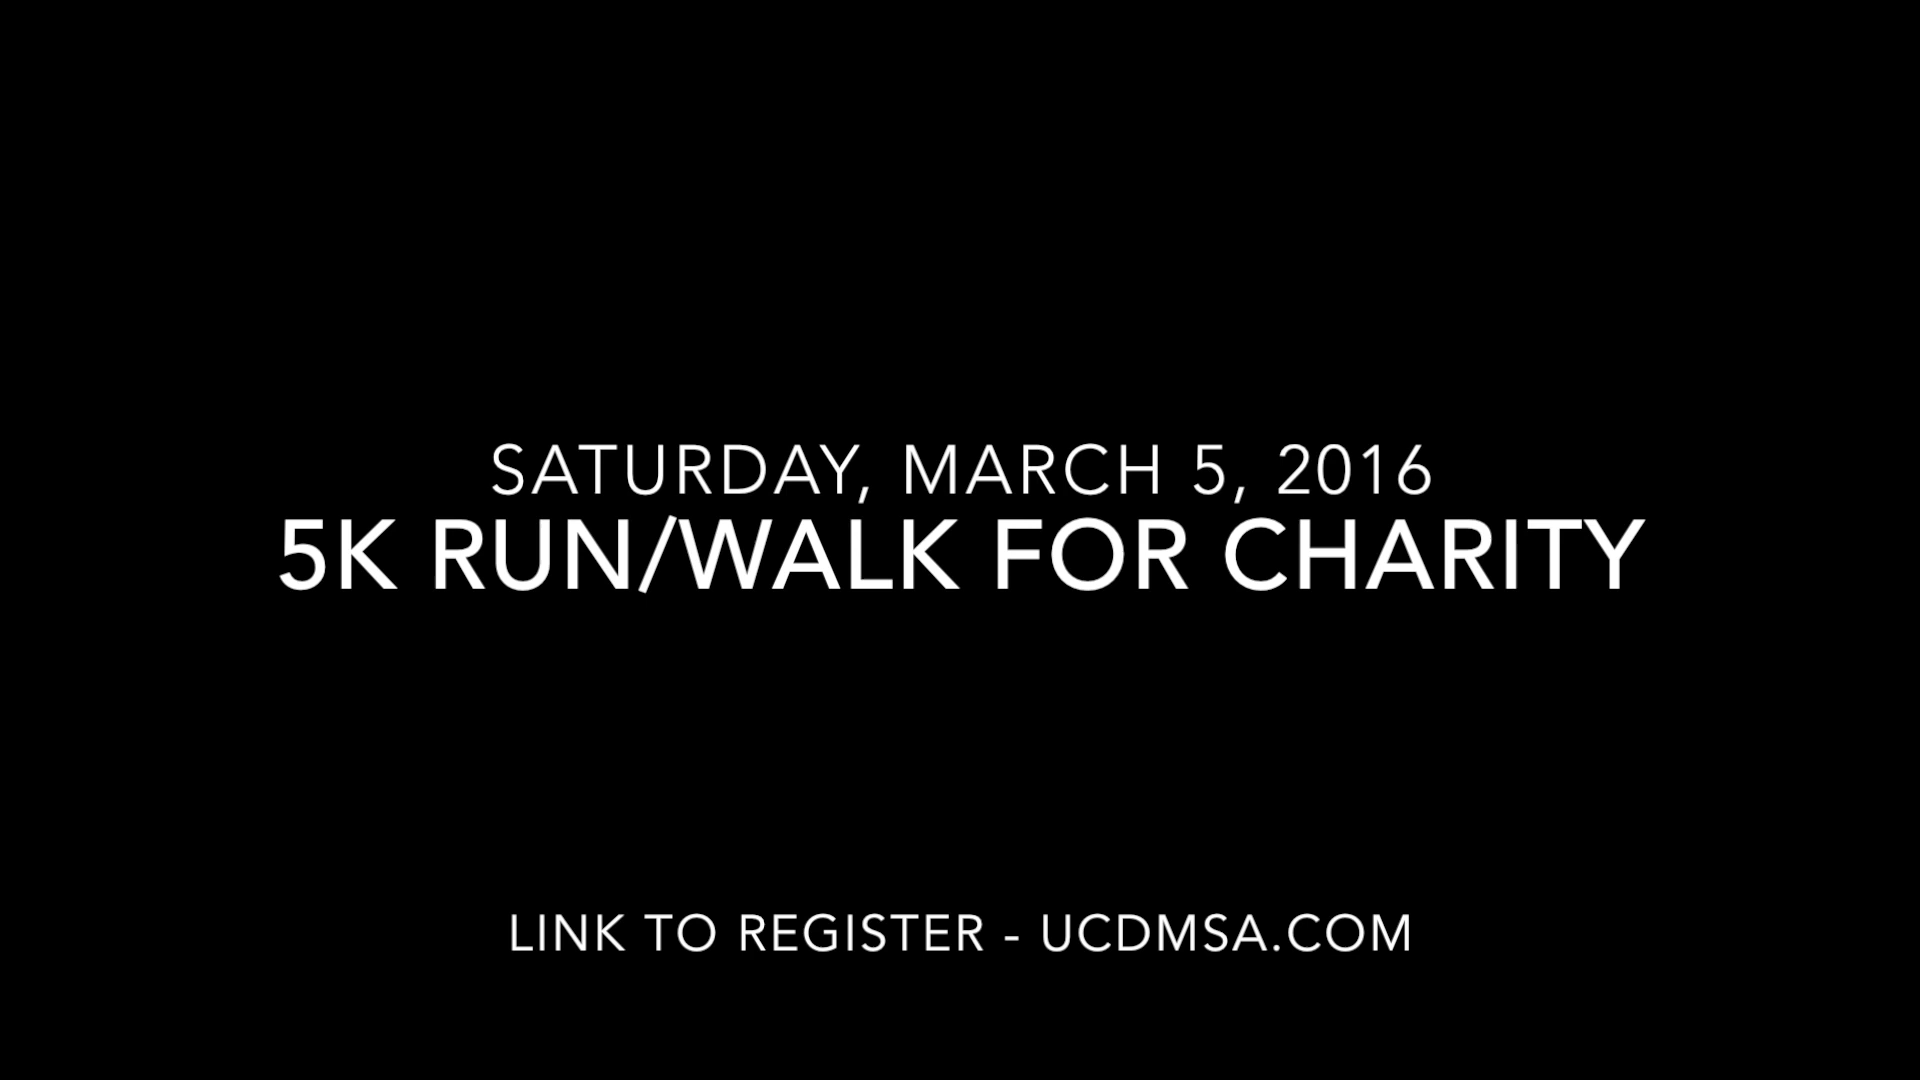 SATURDAY, MARCH 5, 2016
5K RUN/WALK FOR CHARITY
LINK TO REGISTER - UCDMSA.COM